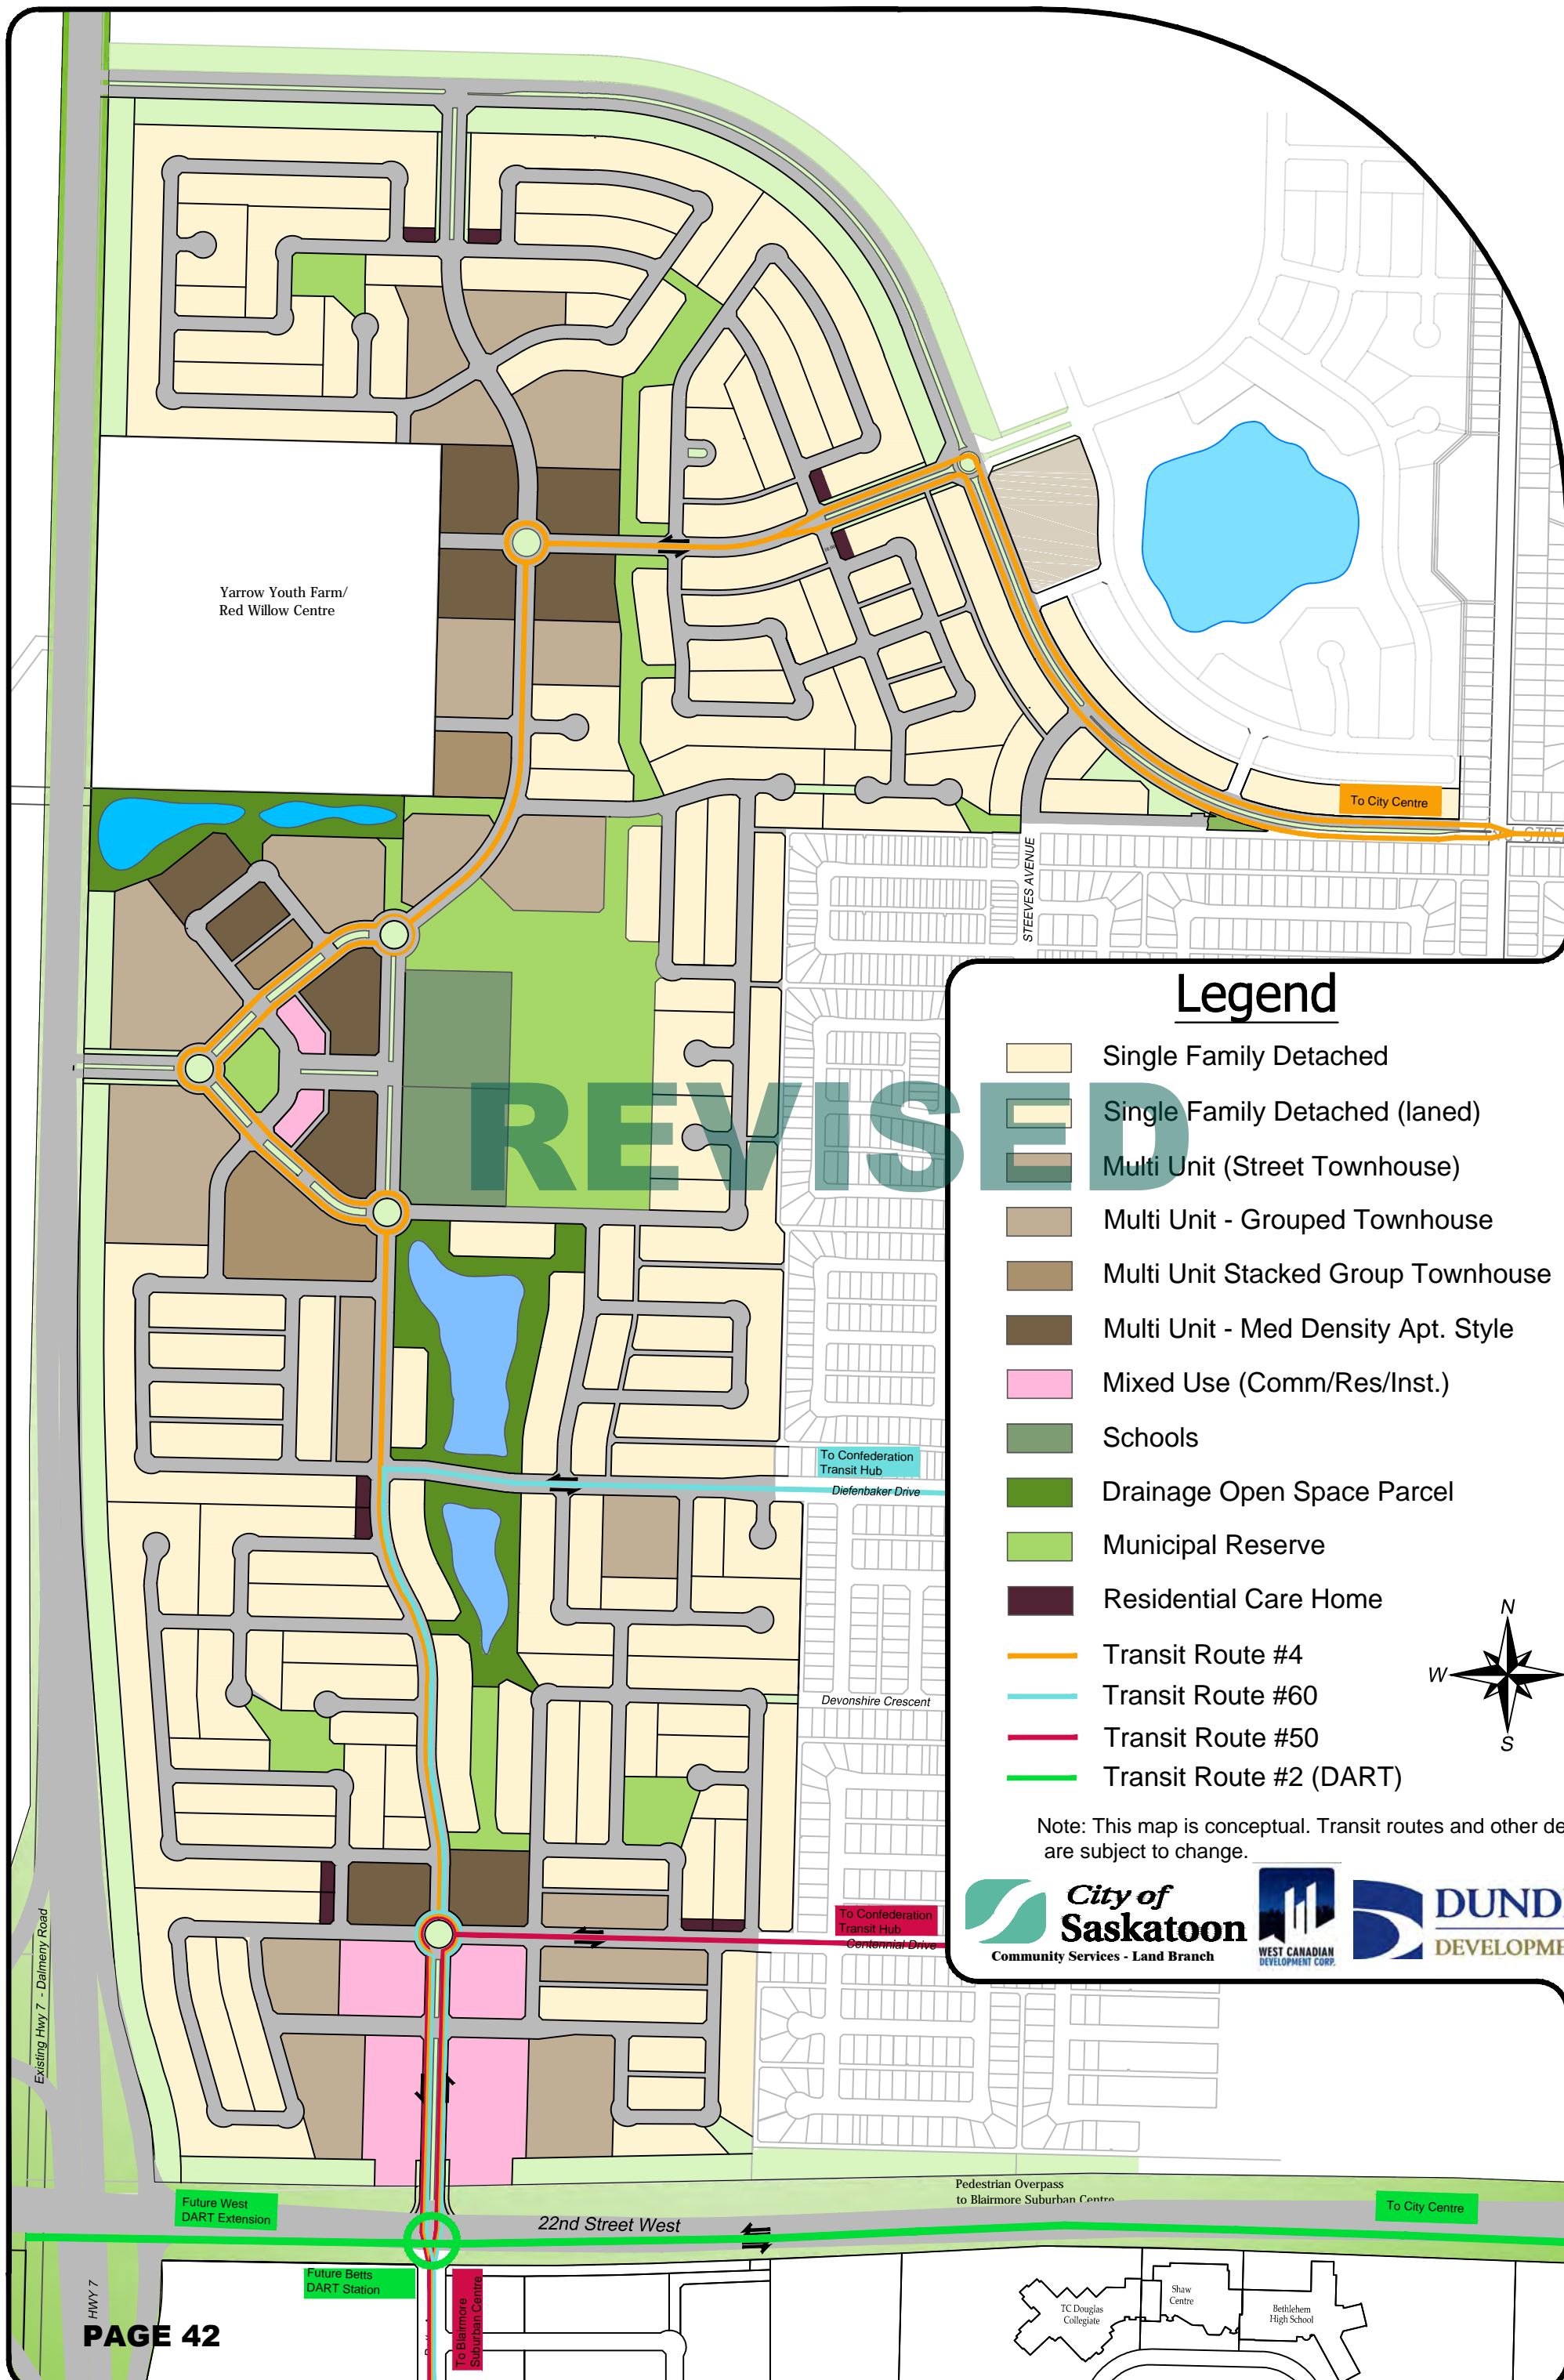 Yarrow Youth Farm/
Red Willow Centre
To City Centre
STEEVES AVENUE
Legend
Single Family Detached
Single Family Detached (laned)
Multi Unit (Street Townhouse)
Multi Unit - Grouped Townhouse
Multi Unit Stacked Group Townhouse
Multi Unit - Med Density Apt. Style
Mixed Use (Comm/Res/Inst.)
Schools
Drainage Open Space Parcel
Municipal Reserve
Residential Care Home
Transit Route #4
Transit Route #60
Transit Route #50
Transit Route #2 (DART)
N
W
S
Note: This map is conceptual. Transit routes and other de
are subject to change.
City of
Saskatoon
Community Services - Land Branch
WEST CANADIAN
DEVELOPMENT CORP.
DUND
DEVELOPME
REVISED
To Confederation
Transit Hub
Diefenbaker Drive
Devonshire Crescent
To Confederation
Transit Hub
Centennial Drive
Existing Hwy 7 - Dalmeny Road
Pedestrian Overpass
to Blairmore Suburban Centre
Future West
DART Extension
22nd Street West
To City Centre
Future Betts
DART Station
To Blairmore
Suburban Centre
HWY 7
TC Douglas
Collegiate
Shaw
Centre
Bethlehem
High School
PAGE 42